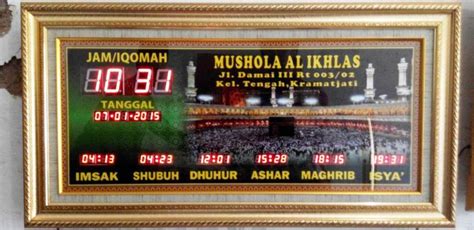 JAM/IQOMAH
10 31
TANGGAL
07-01-2015
MUSHOLA AL IKHLAS
Jl. Damai III Rt 003/02
Kel. Tengah, Kramatjati
04:13 04:23 12:01 15:28 18:15 19:31
IMSAK SHUBUH DHUHUR ASHAR MAGHRIB ISYA'